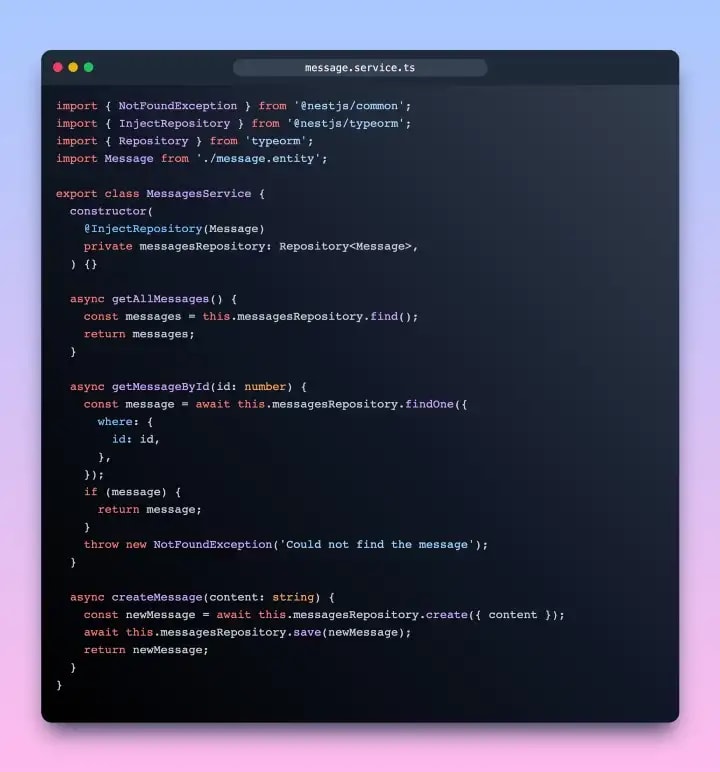 message.service.ts
import { NotFoundException } from '@nestjs/common';
import { InjectRepository } from '@nestjs/typeorm';
import { Repository } from 'typeorm';
import Message from './message.entity';

export class MessagesService {
  constructor(
    @InjectRepository(Message)
    private messagesRepository: Repository<Message>,
  ) {}

  async getAllMessages() {
    const messages = this.messagesRepository.find();
    return messages;
  }

  async getMessageById(id: number) {
    const message = await this.messagesRepository.findOne({
      where: {
        id: id,
      },
    });
    if (message) {
      return message;
    }
    throw new NotFoundException('Could not find the message');
  }

  async createMessage(content: string) {
    const newMessage = await this.messagesRepository.create({ content });
    await this.messagesRepository.save(newMessage);
    return newMessage;
  }
}